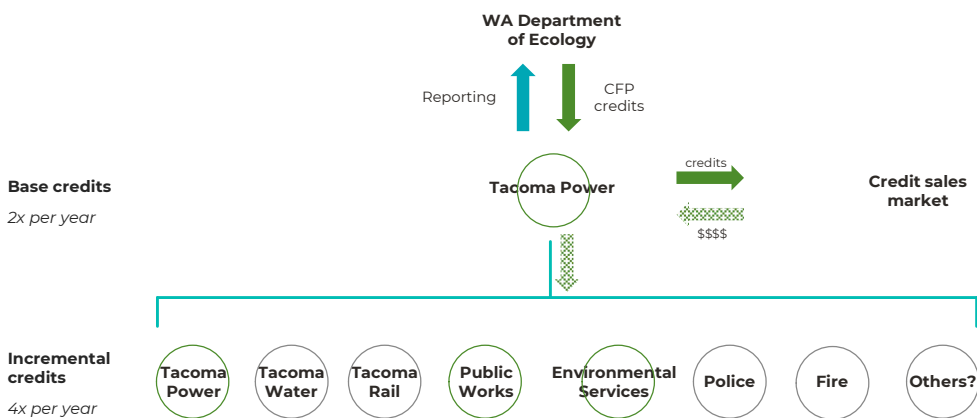 WA Department
of Ecology
Reporting
CFP
credits
Base credits
2x per year
Tacoma Power
credits
$$$$
Credit sales
market
Incremental
credits
4x per year
Tacoma
Power
Tacoma
Water
Tacoma
Rail
Public
Works
Environmental
Services
Police
Fire
Others?